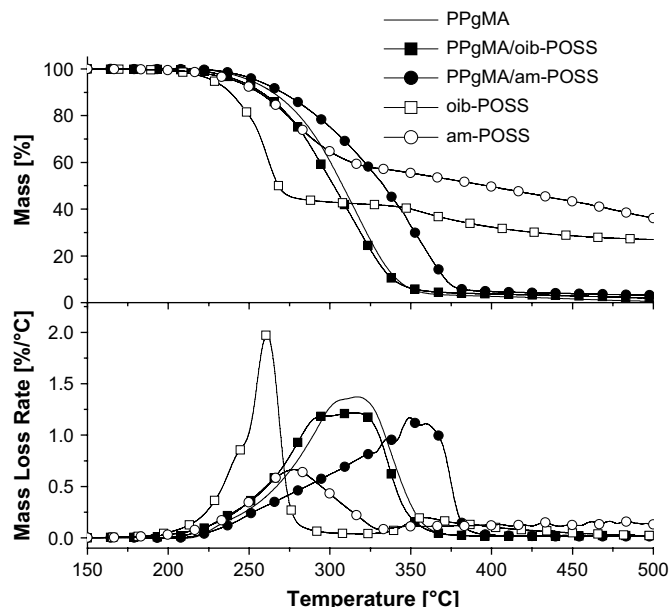 PPgMA
PPgMA/oib-POSS
PPgMA/am-POSS
oib-POSS
am-POSS
Mass [%]
100
80
60
40
20
0
Mass Loss Rate [%/°C]
2.0
1.5
1.0
0.5
0.0
150 200 250 300 350 400 450 500
Temperature [°C]